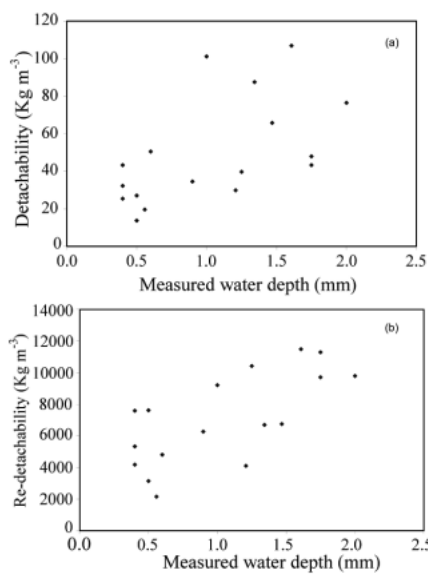 (a)
Detachability (Kg m-3)
120
100
80
60
40
20
0
0.0 0.5 1.0 1.5 2.0 2.5
Measured water depth (mm)
(b)
Re-detachability (Kg m-3)
14000
12000
10000
8000
6000
4000
2000
0
0.0 0.5 1.0 1.5 2.0 2.5
Measured water depth (mm)